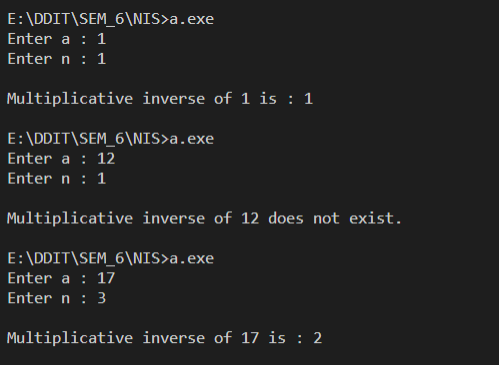 E:\DDIT\SEM_6\NIS>a.exe
Enter a : 1
Enter n : 1
Multiplicative inverse of 1 is : 1
E:\DDIT\SEM_6\NIS>a.exe
Enter a : 12
Enter n : 1
Multiplicative inverse of 12 does not exist.
E:\DDIT\SEM_6\NIS>a.exe
Enter a : 17
Enter n : 3
Multiplicative inverse of 17 is : 2